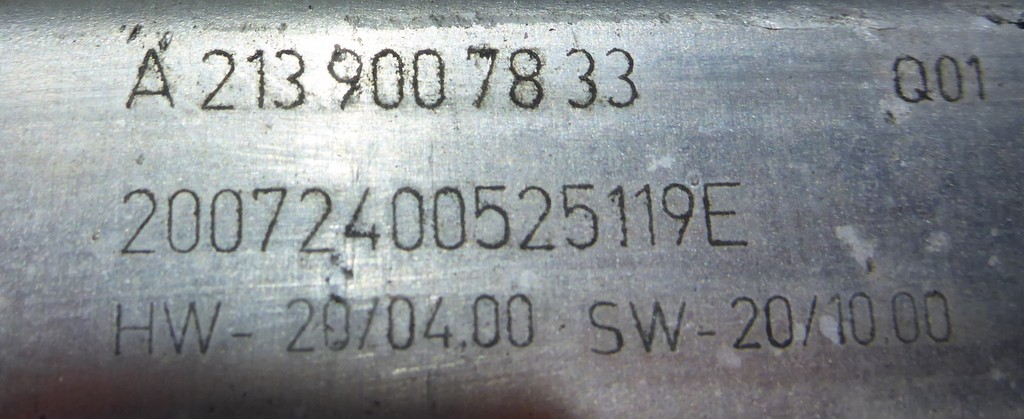 A 213 900 78 33 Q01
20072400525119E
HW- 20/04.00 SW-20/10.00